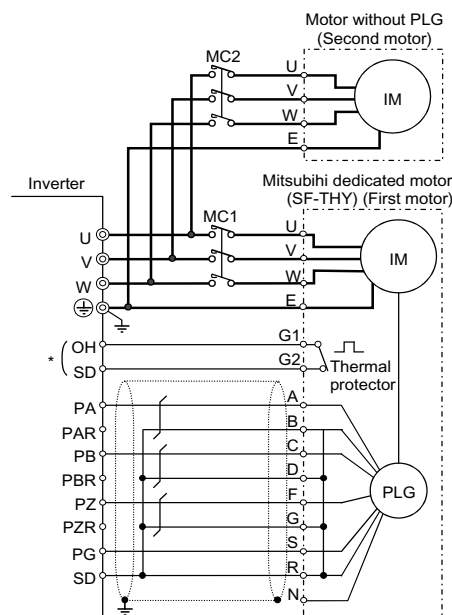 Motor without PLG
(Second motor)
MC2
U
V
W
E
IM
Inverter
Mitsubihi dedicated motor
(SF-THY) (First motor)
MC1
U
U
V
V
W
W
E
IM
* OH
G1
SD
G2
Thermal
protector
PA
A
PAR
B
PB
C
PBR
D
PZ
F
PZR
G
PG
S
SD
R
N
PLG